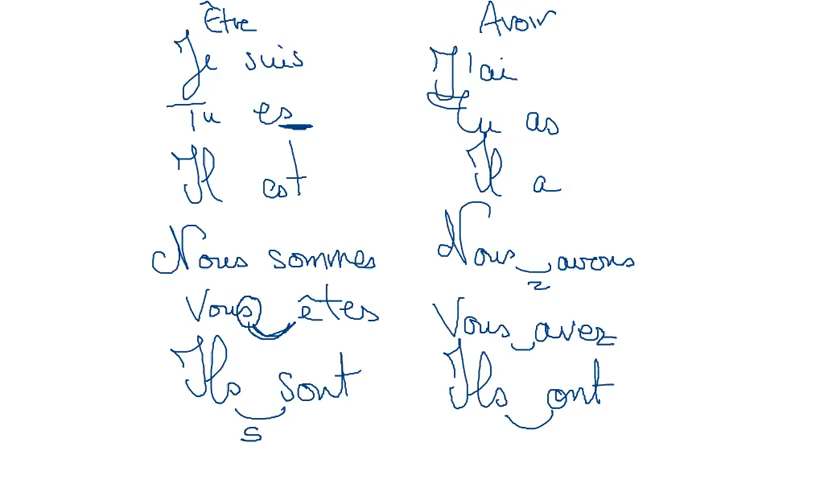 Être Avoir
Je suis J'ai
Tu es Tu as
Il est Il a
Nous sommes Nous avons
z
Vous êtes Vous avez
Ils sont Ils ont
s